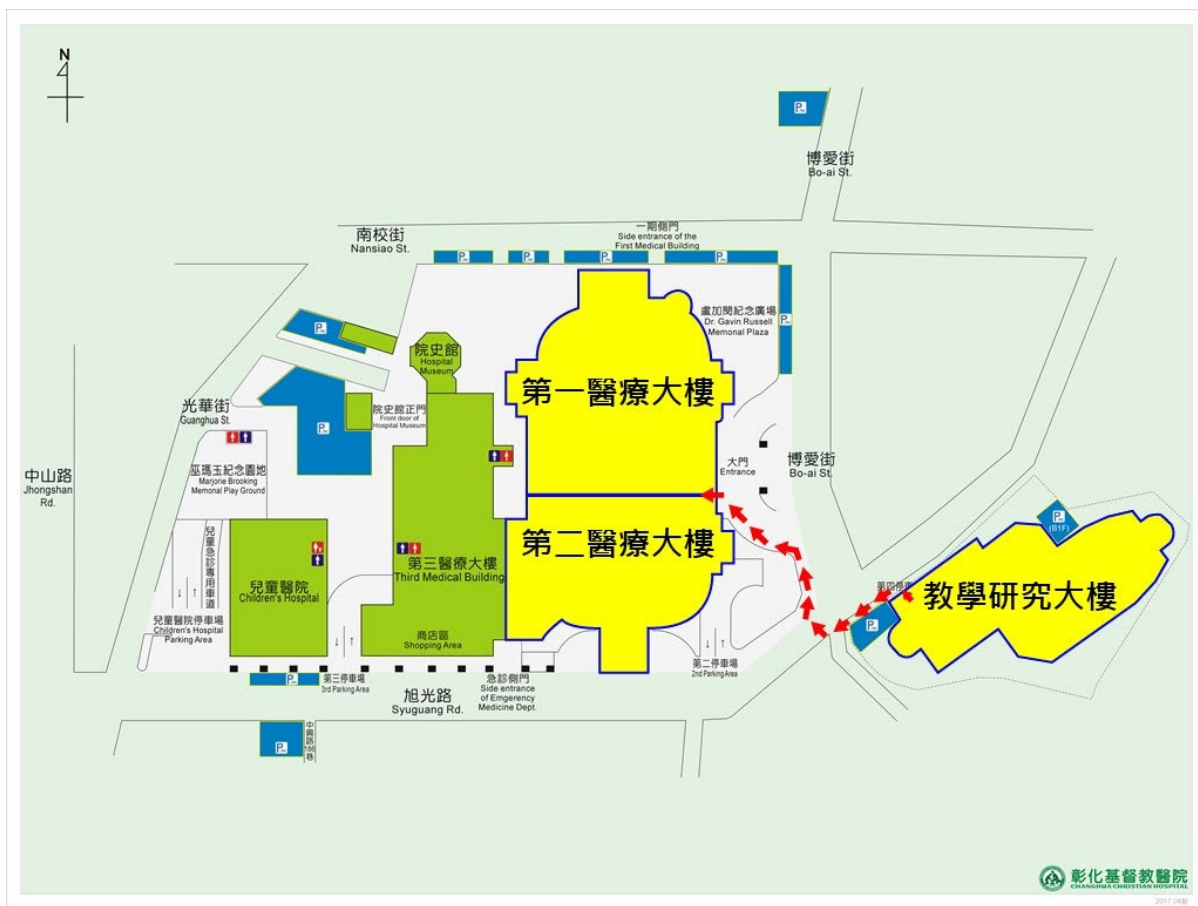 N
博愛街
Bo-ai St.
南校街
Nansiao St.
一期側門
Side entrance of the
First Medical Building
盧加閔紀念廣場
Dr. Gavin Russell
Memonal Plaza
院史館
Hospital
Museum
第一醫療大樓
光華街
Guanghua St.
院史館正門
Front door of
Hospital Museum
大門
Entrance
博愛街
Bo-ai St.
中山路
Jhongshan
Rd.
巫瑪玉紀念園地
Marjorie Brooking
Memorial Play Ground
(B1F)
兒童急診專用車道
第二醫療大樓
第三醫療大樓
Third Medical Building
兒童醫院
Children's Hospital
第四停車
教學研究大樓
兒童醫院停車場
Children's Hospital
Parking Area
商店區
Shopping Area
第二停車場
2nd Parking Area
第三停車場
3rd Parking Area
急診側門
Side entrance
of Emgerency
Medicine Dept.
旭光路
Syuguang Rd.
中興路
186
巷
P
P
P
P
P
P
P
P
P
P
P
P
彰化基督教醫院
CHANGHUA CHRISTIAN HOSPITAL